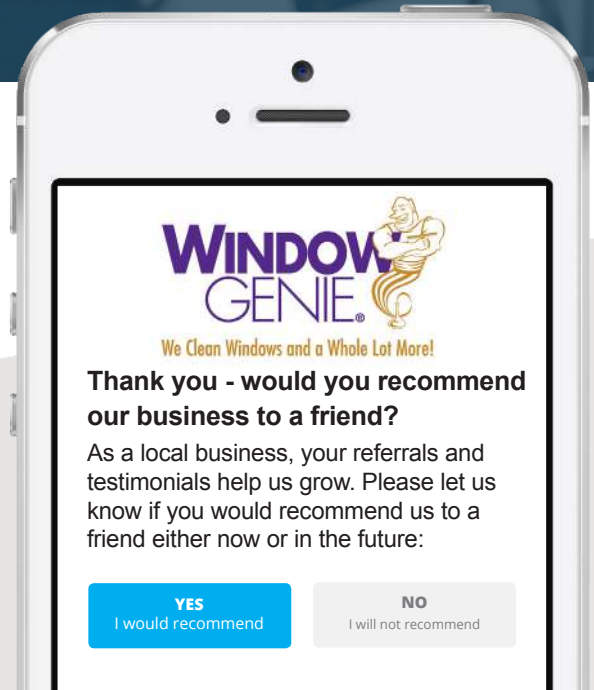 WINDOW
GENIE®
We Clean Windows and a Whole Lot More!
Thank you - would you recommend
our business to a friend?
As a local business, your referrals and
testimonials help us grow. Please let us
know if you would recommend us to a
friend either now or in the future:
YES
I would recommend
NO
I will not recommend